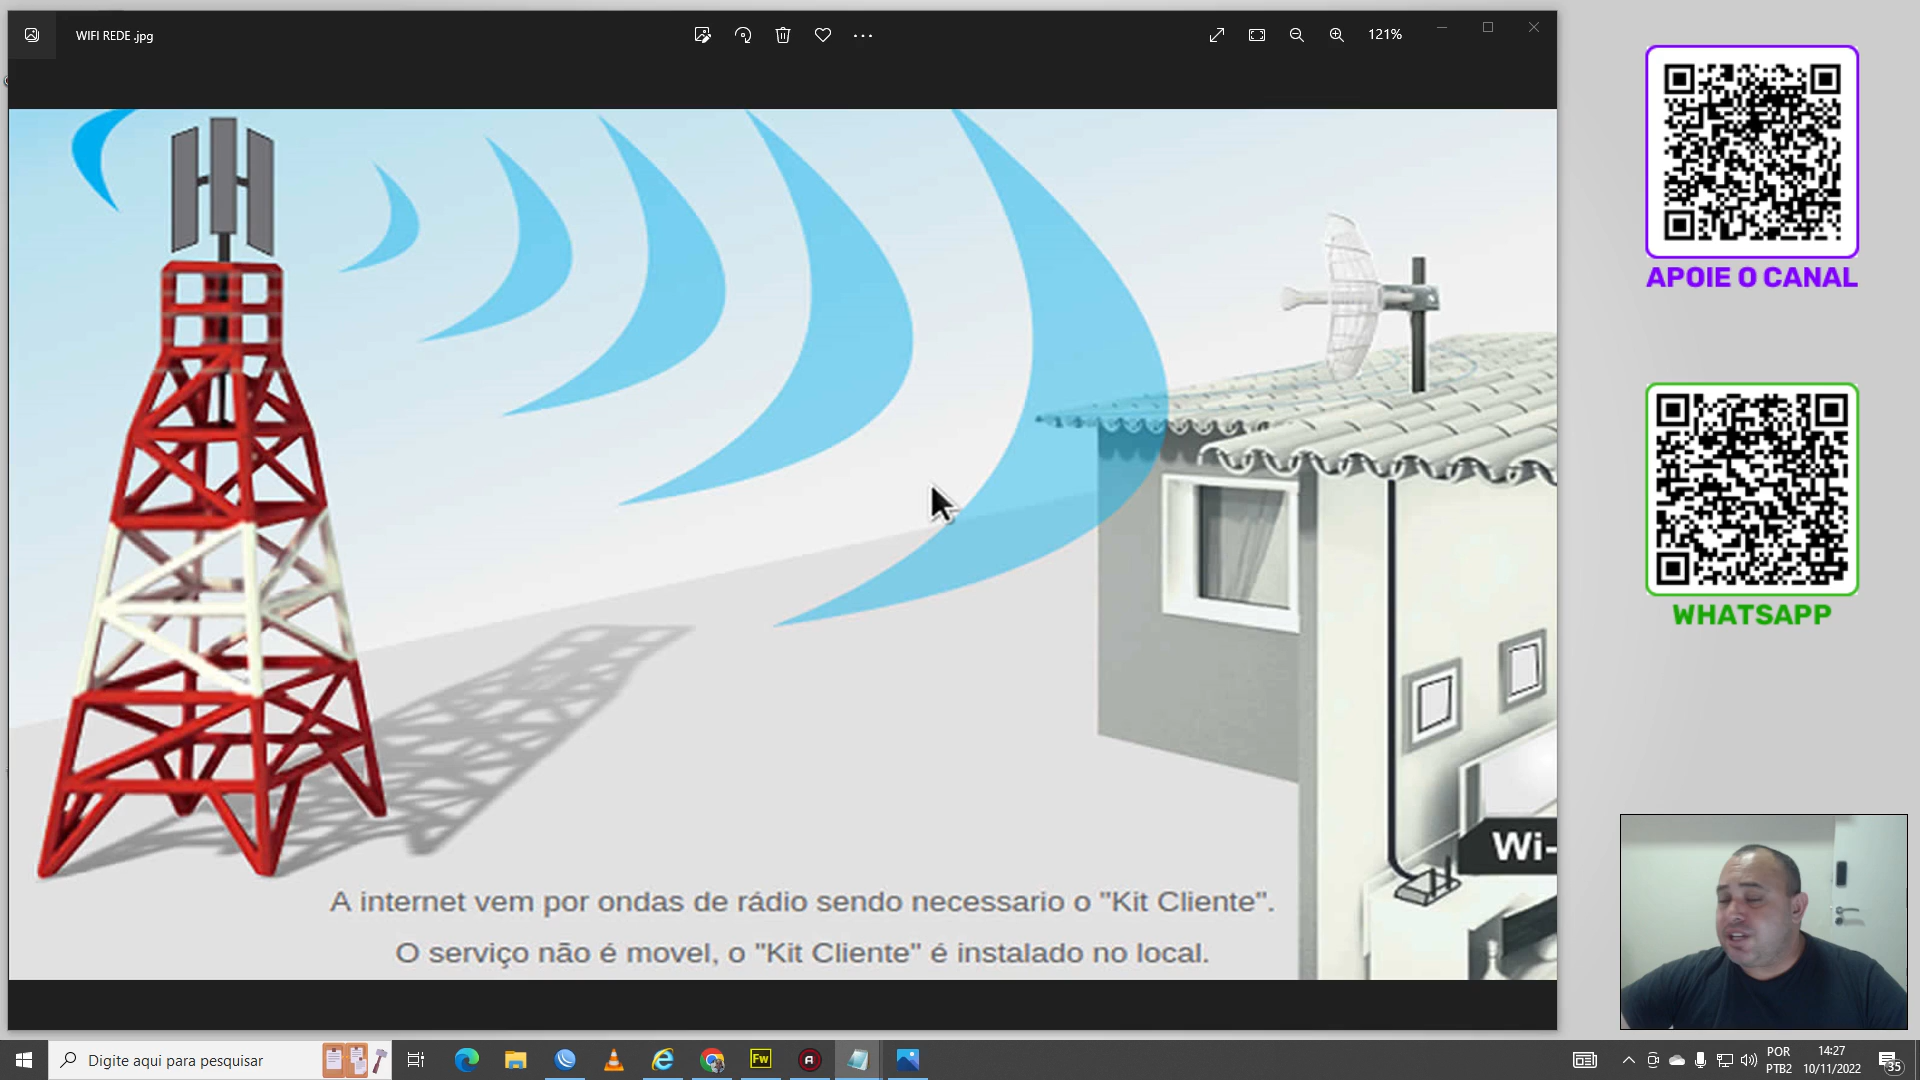 WIFI REDE .jpg
121%
APOIE O CANAL
WHATSAPP
Wi-
A internet vem por ondas de rádio sendo necessario o "Kit Cliente".
O serviço não é movel, o "Kit Cliente" é instalado no local.
Digite aqui para pesquisar
Fw
POR
PTB2
14:27
10/11/2022
35